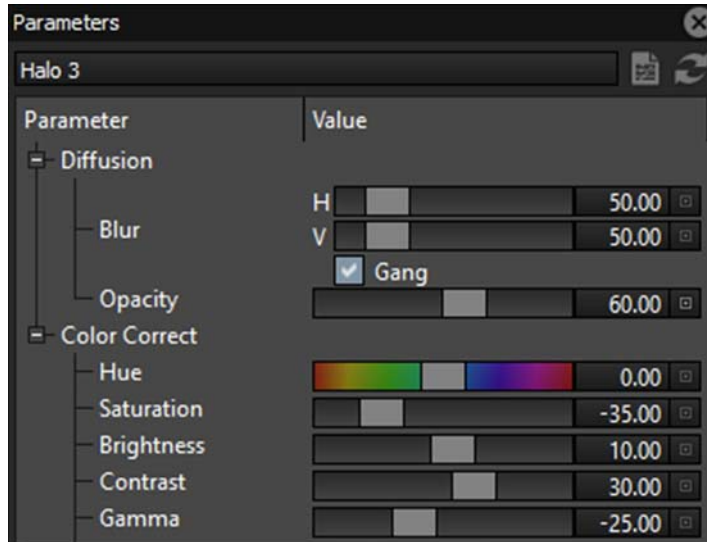 Parameters
Halo 3
Parameter Value
Diffusion
H 50.00
Blur
V 50.00
Gang
Opacity 60.00
Color Correct
Hue 0.00
Saturation -35.00
Brightness 10.00
Contrast 30.00
Gamma -25.00